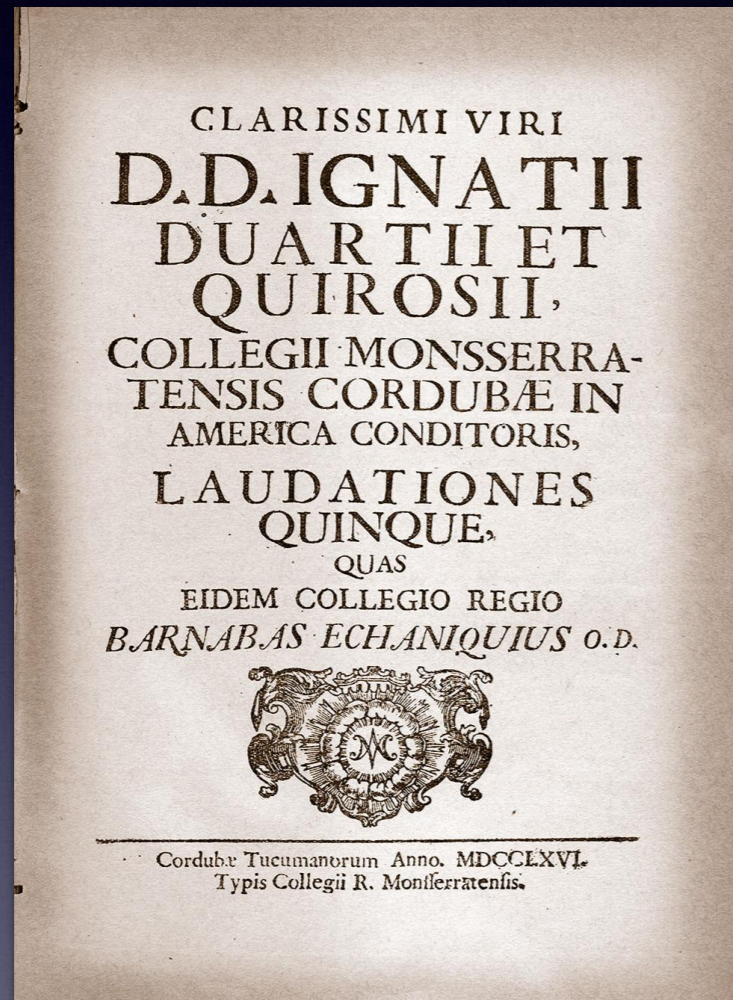 CLARISSIMI VIRI
D.D. IGNATII
DUARTII ET
QUIROSII,
COLLEGII MONSSERRA-
TENSIS CORDUBÆ IN
AMERICA CONDITORIS,
LAUDATIONES
QUINQUE,
QUAS
EIDEM COLLEGIO REGIO
BARNABAS ECHANIQUIUS O.D.
Cordubæ Tucumanorum Anno. MDCCLXVI.
Typis Collegii R. Monſſerratenſis.